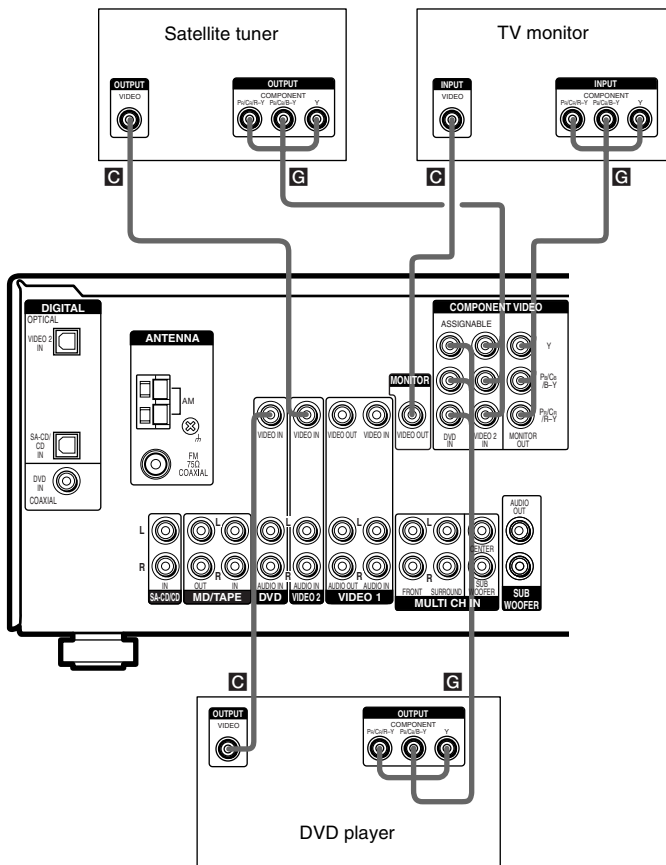 Satellite tuner
TV monitor
OUTPUT
VIDEO
OUTPUT
COMPONENT
PR/CR/R–Y PB/CB/B–Y Y
INPUT
VIDEO
INPUT
COMPONENT
PR/CR/R–Y PB/CB/B–Y Y
C
G
C
G
DIGITAL
OPTICAL
VIDEO 2
IN
SA-CD/
CD
IN
DVD
IN
COAXIAL
ANTENNA
AM
FM
75Ω
COAXIAL
VIDEO IN
VIDEO IN
VIDEO OUT
VIDEO IN
MONITOR
VIDEO OUT
COMPONENT VIDEO
ASSIGNABLE
Y
PB/CB
/B–Y
PR/CR
/R–Y
DVD
IN
VIDEO 2
IN
MONITOR
OUT
L
L
L
L
L
R
R
R
R
R
IN
OUT
IN
AUDIO IN
AUDIO IN
AUDIO OUT
AUDIO IN
FRONT
SURROUND
CENTER
SUB
WOOFER
AUDIO
OUT
SA-CD/CD
MD/TAPE
DVD
VIDEO 2
VIDEO 1
MULTI CH IN
SUB
WOOFER
C
G
OUTPUT
VIDEO
OUTPUT
COMPONENT
PR/CR/R–Y PB/CB/B–Y Y
DVD player